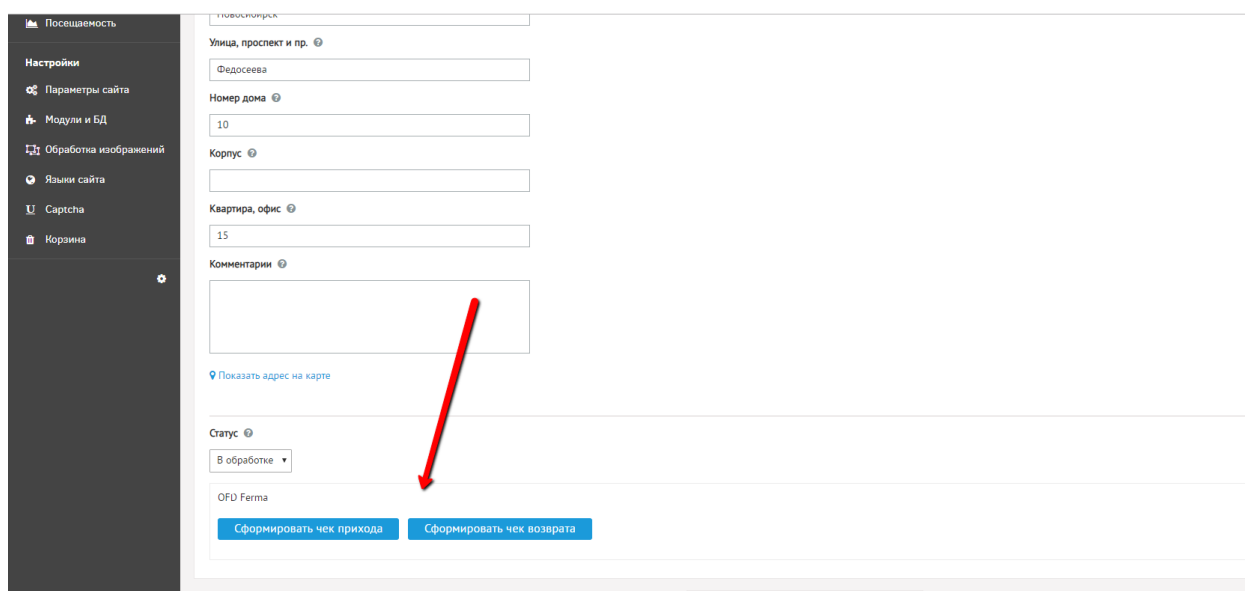 Посещаемость
Настройки
Параметры сайта
Модули и БД
Обработка изображений
Языки сайта
Captcha
Корзина
Новосибирск
Улица, проспект и пр.
Федосеева
Номер дома
10
Корпус
Квартира, офис
15
Комментарии
Показать адрес на карте
Статус
В обработке
OFD Ferma
Сформировать чек прихода Сформировать чек возврата